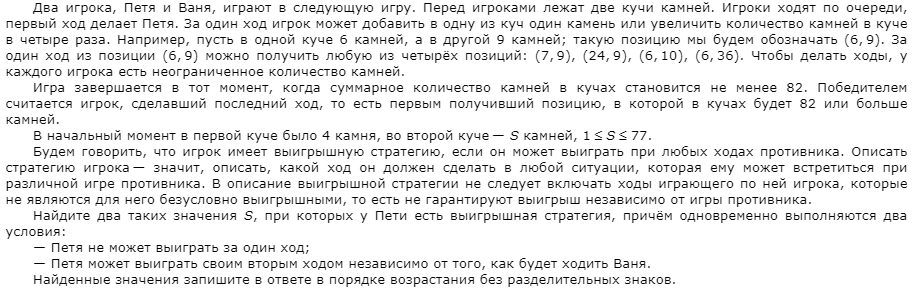 Два игрока, Петя и Ваня, играют в следующую игру. Перед игроками лежат две кучи камней. Игроки ходят по очереди,
первый ход делает Петя. За один ход игрок может добавить в одну из куч один камень или увеличить количество камней в куче
в четыре раза. Например, пусть в одной куче 6 камней, а в другой 9 камней; такую позицию мы будем обозначать (6, 9). За
один ход из позиции (6, 9) можно получить любую из четырёх позиций: (7, 9), (24, 9), (6, 10), (6, 36). Чтобы делать ходы, у
каждого игрока есть неограниченное количество камней.
Игра завершается в тот момент, когда суммарное количество камней в кучах становится не менее 82. Победителем
считается игрок, сделавший последний ход, то есть первым получивший позицию, в которой в кучах будет 82 или больше
камней.
В начальный момент в первой куче было 4 камня, во второй куче — S камней, 1 ≤ S ≤ 77.
Будем говорить, что игрок имеет выигрышную стратегию, если он может выиграть при любых ходах противника. Описать
стратегию игрока — значит, описать, какой ход он должен сделать в любой ситуации, которая ему может встретиться при
различной игре противника. В описание выигрышной стратегии не следует включать ходы играющего по ней игрока, которые
не являются для него безусловно выигрышными, то есть не гарантируют выигрыш независимо от игры противника.
Найдите два таких значения S, при которых у Пети есть выигрышная стратегия, причём одновременно выполняются два
условия:
— Петя не может выиграть за один ход;
— Петя может выиграть своим вторым ходом независимо от того, как будет ходить Ваня.
Найденные значения запишите в ответе в порядке возрастания без разделительных знаков.